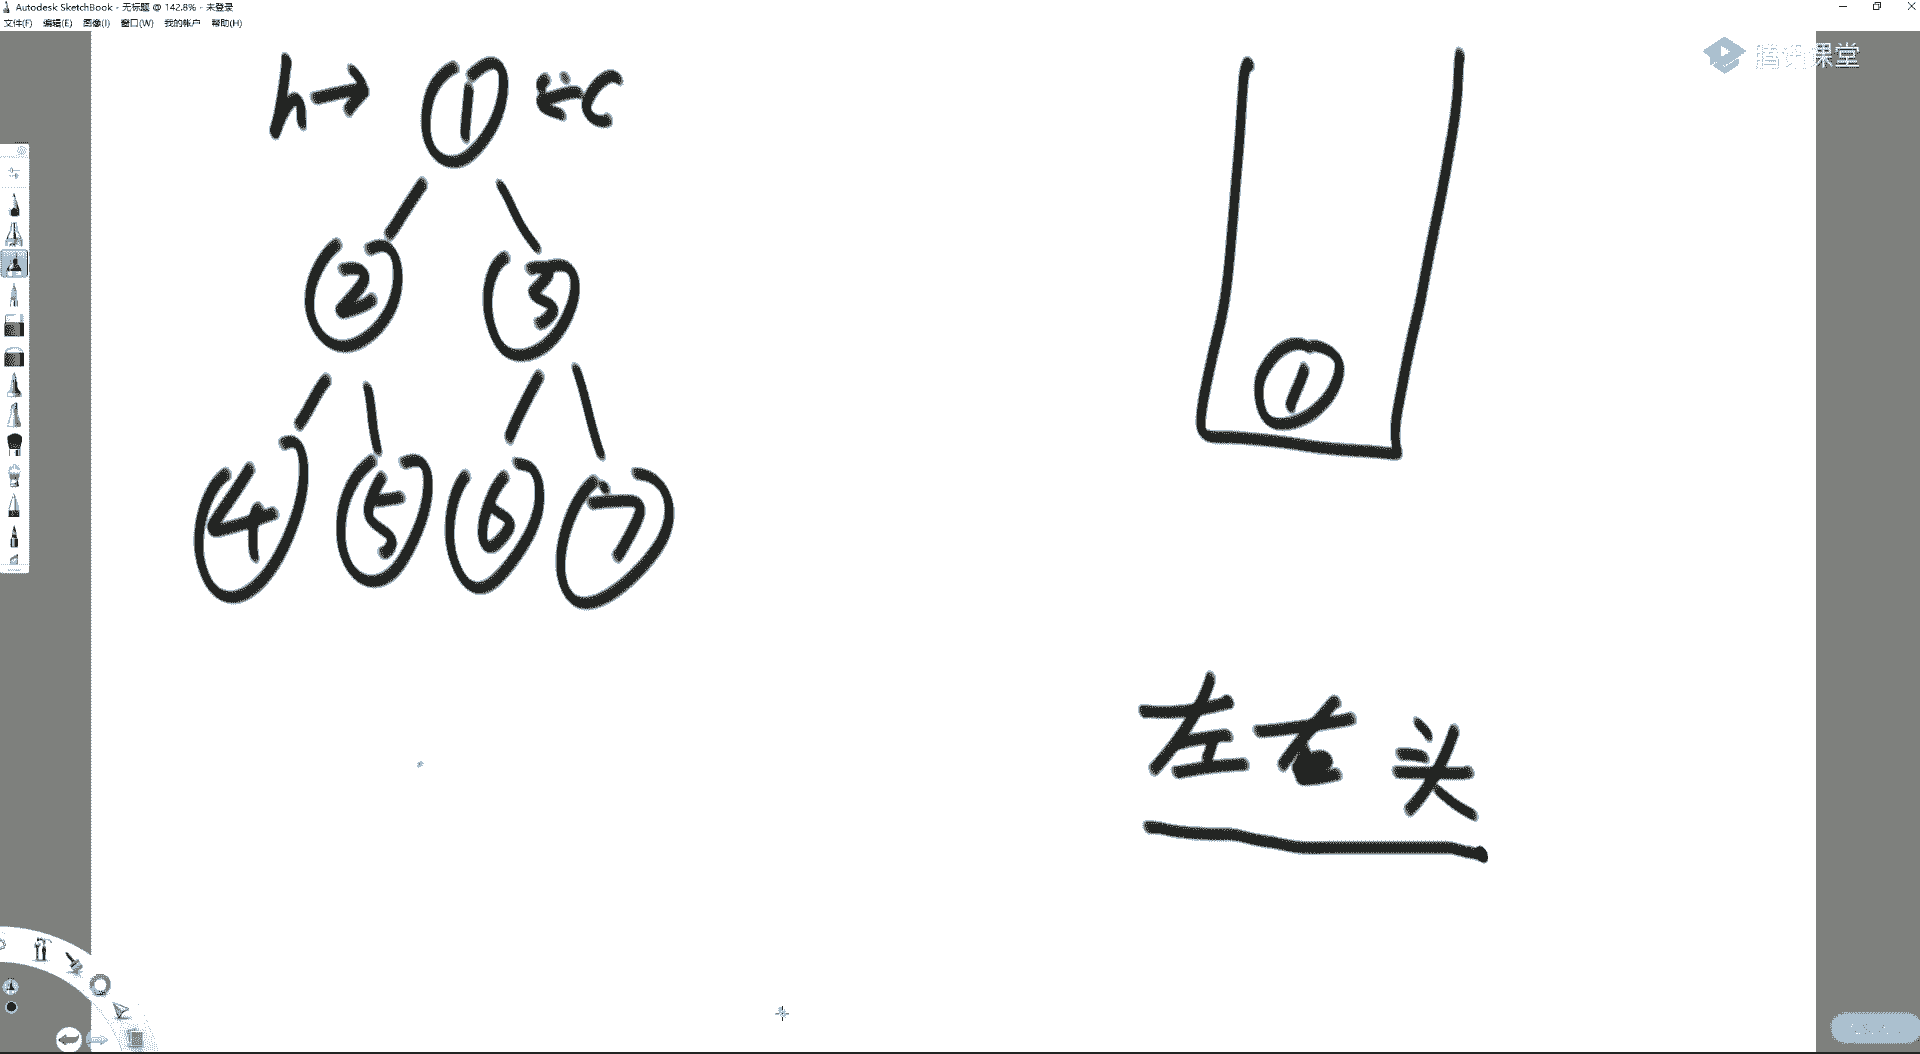 Autodesk SketchBook - 无标题 @ 142.8% - 未登录
文件(F) 编辑(E) 图像(I) 窗口(W) 我的帐户 帮助(H)
腾讯课堂
h→ 1 ←c
2 3
4 5 6 7
1
左右头